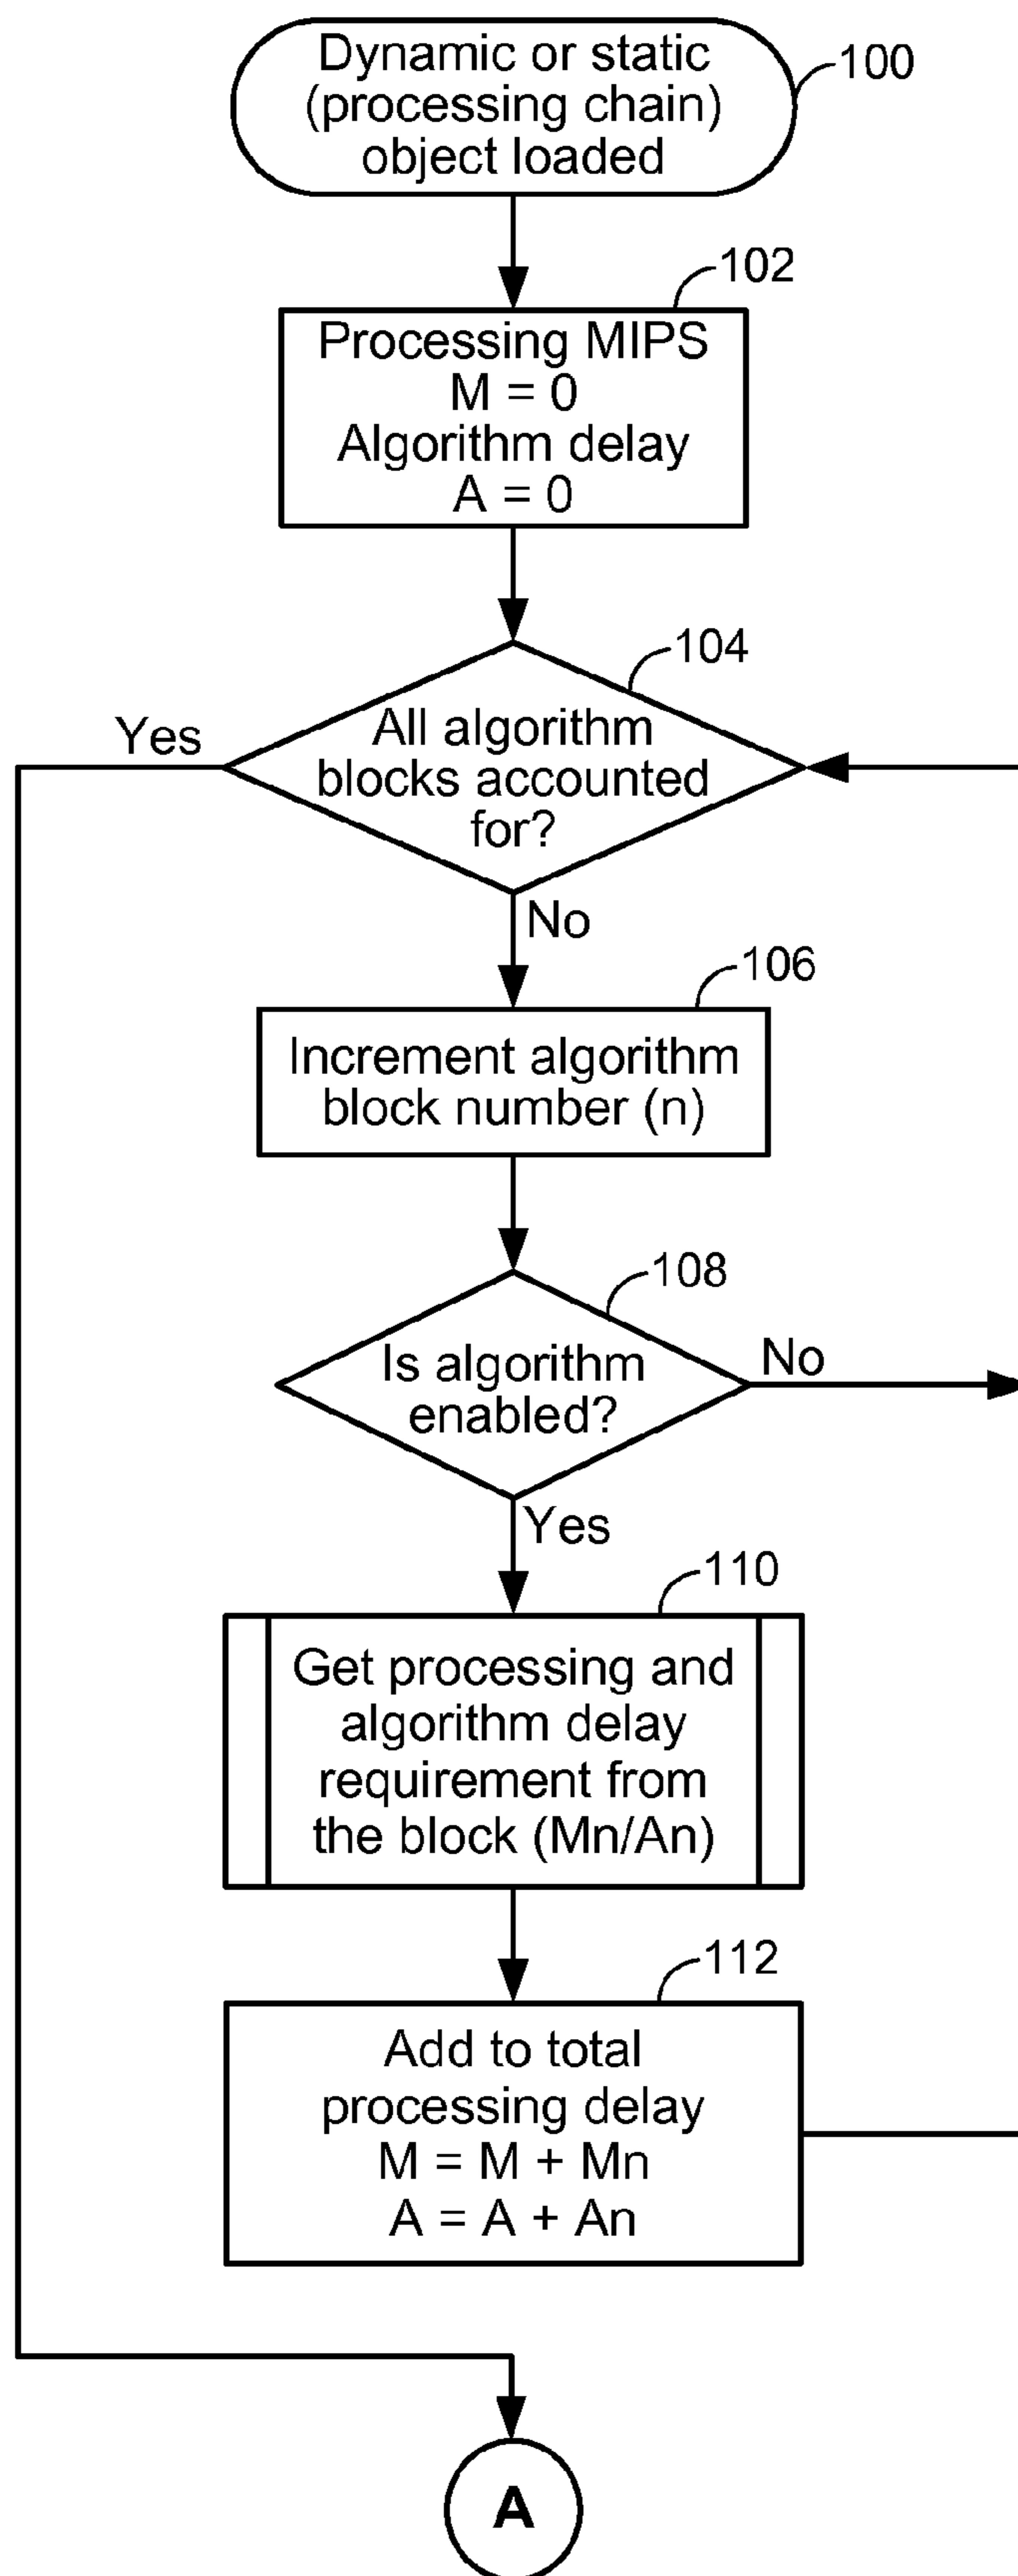 Dynamic or static
(processing chain)
object loaded
100
102
Processing MIPS
M = 0
Algorithm delay
A = 0
104
Yes
All algorithm
blocks accounted
for?
No
106
Increment algorithm
block number (n)
108
Is algorithm
enabled?
No
Yes
110
Get processing and
algorithm delay
requirement from
the block (Mn/An)
112
Add to total
processing delay
M = M + Mn
A = A + An
A